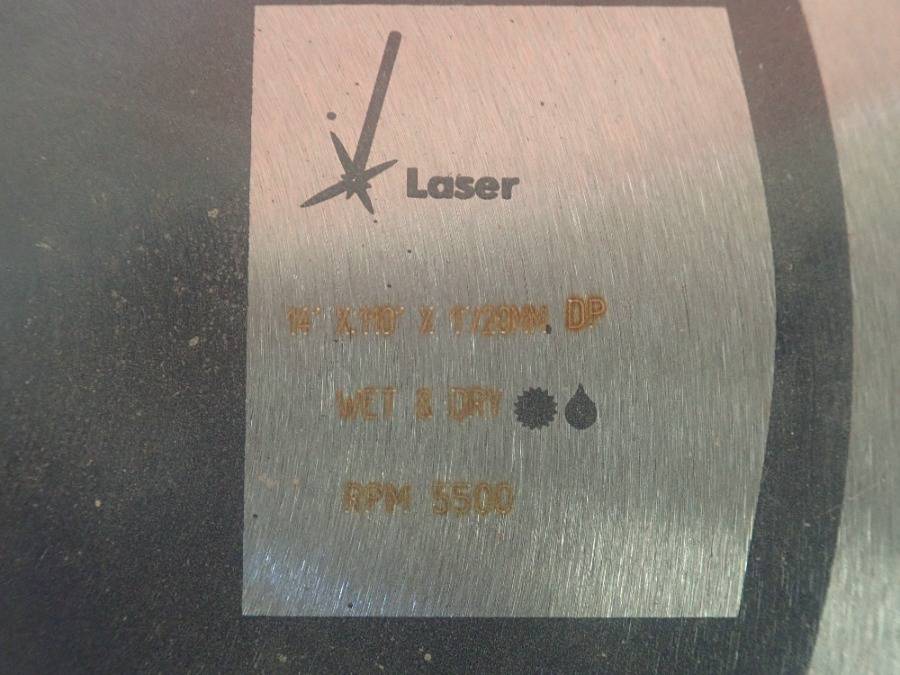 Laser
14" X .110" X 1"/20MM DP
WET & DRY
RPM 5500